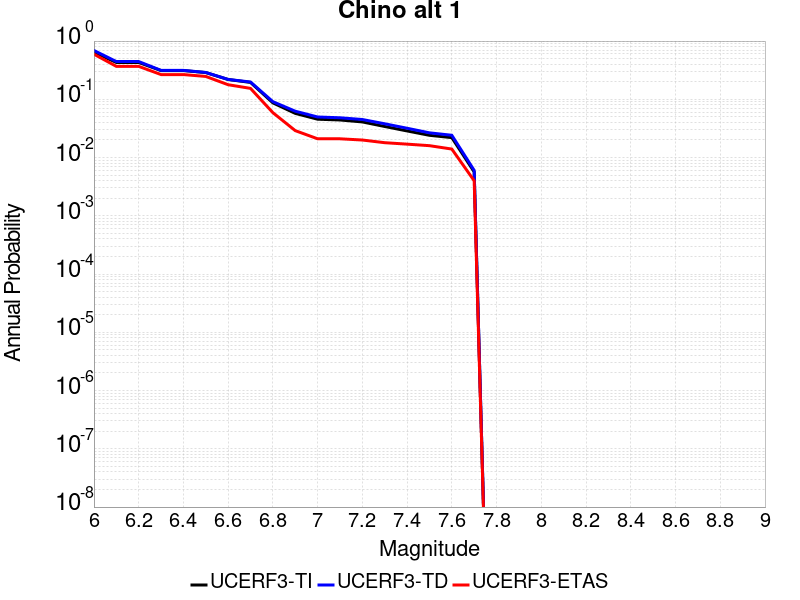 Chino alt 1
10^0
10^-1
10^-2
10^-3
10^-4
10^-5
10^-6
10^-7
10^-8
Annual Probability
6 6.2 6.4 6.6 6.8 7 7.2 7.4 7.6 7.8 8 8.2 8.4 8.6 8.8 9
Magnitude
UCERF3-TI UCERF3-TD UCERF3-ETAS